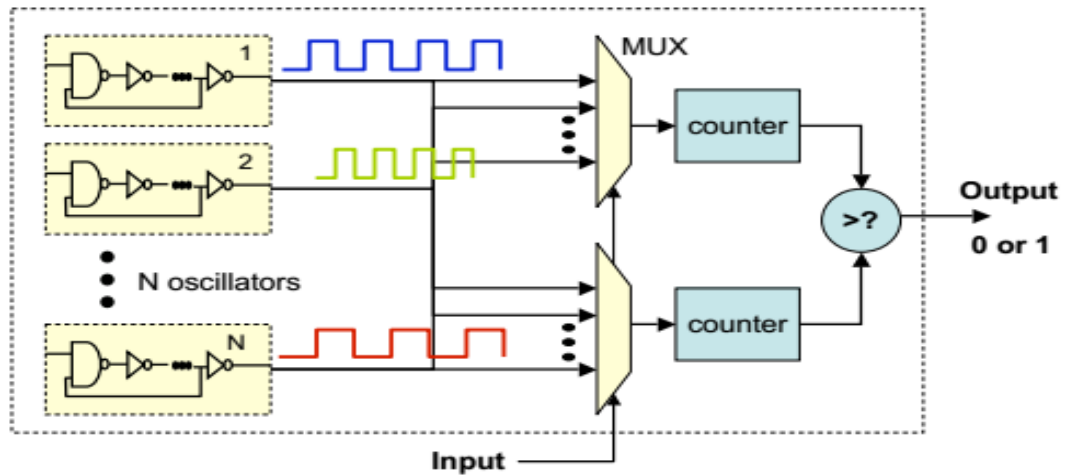 1
MUX
counter
2
Output
>?
0 or 1
N oscillators
counter
N
Input